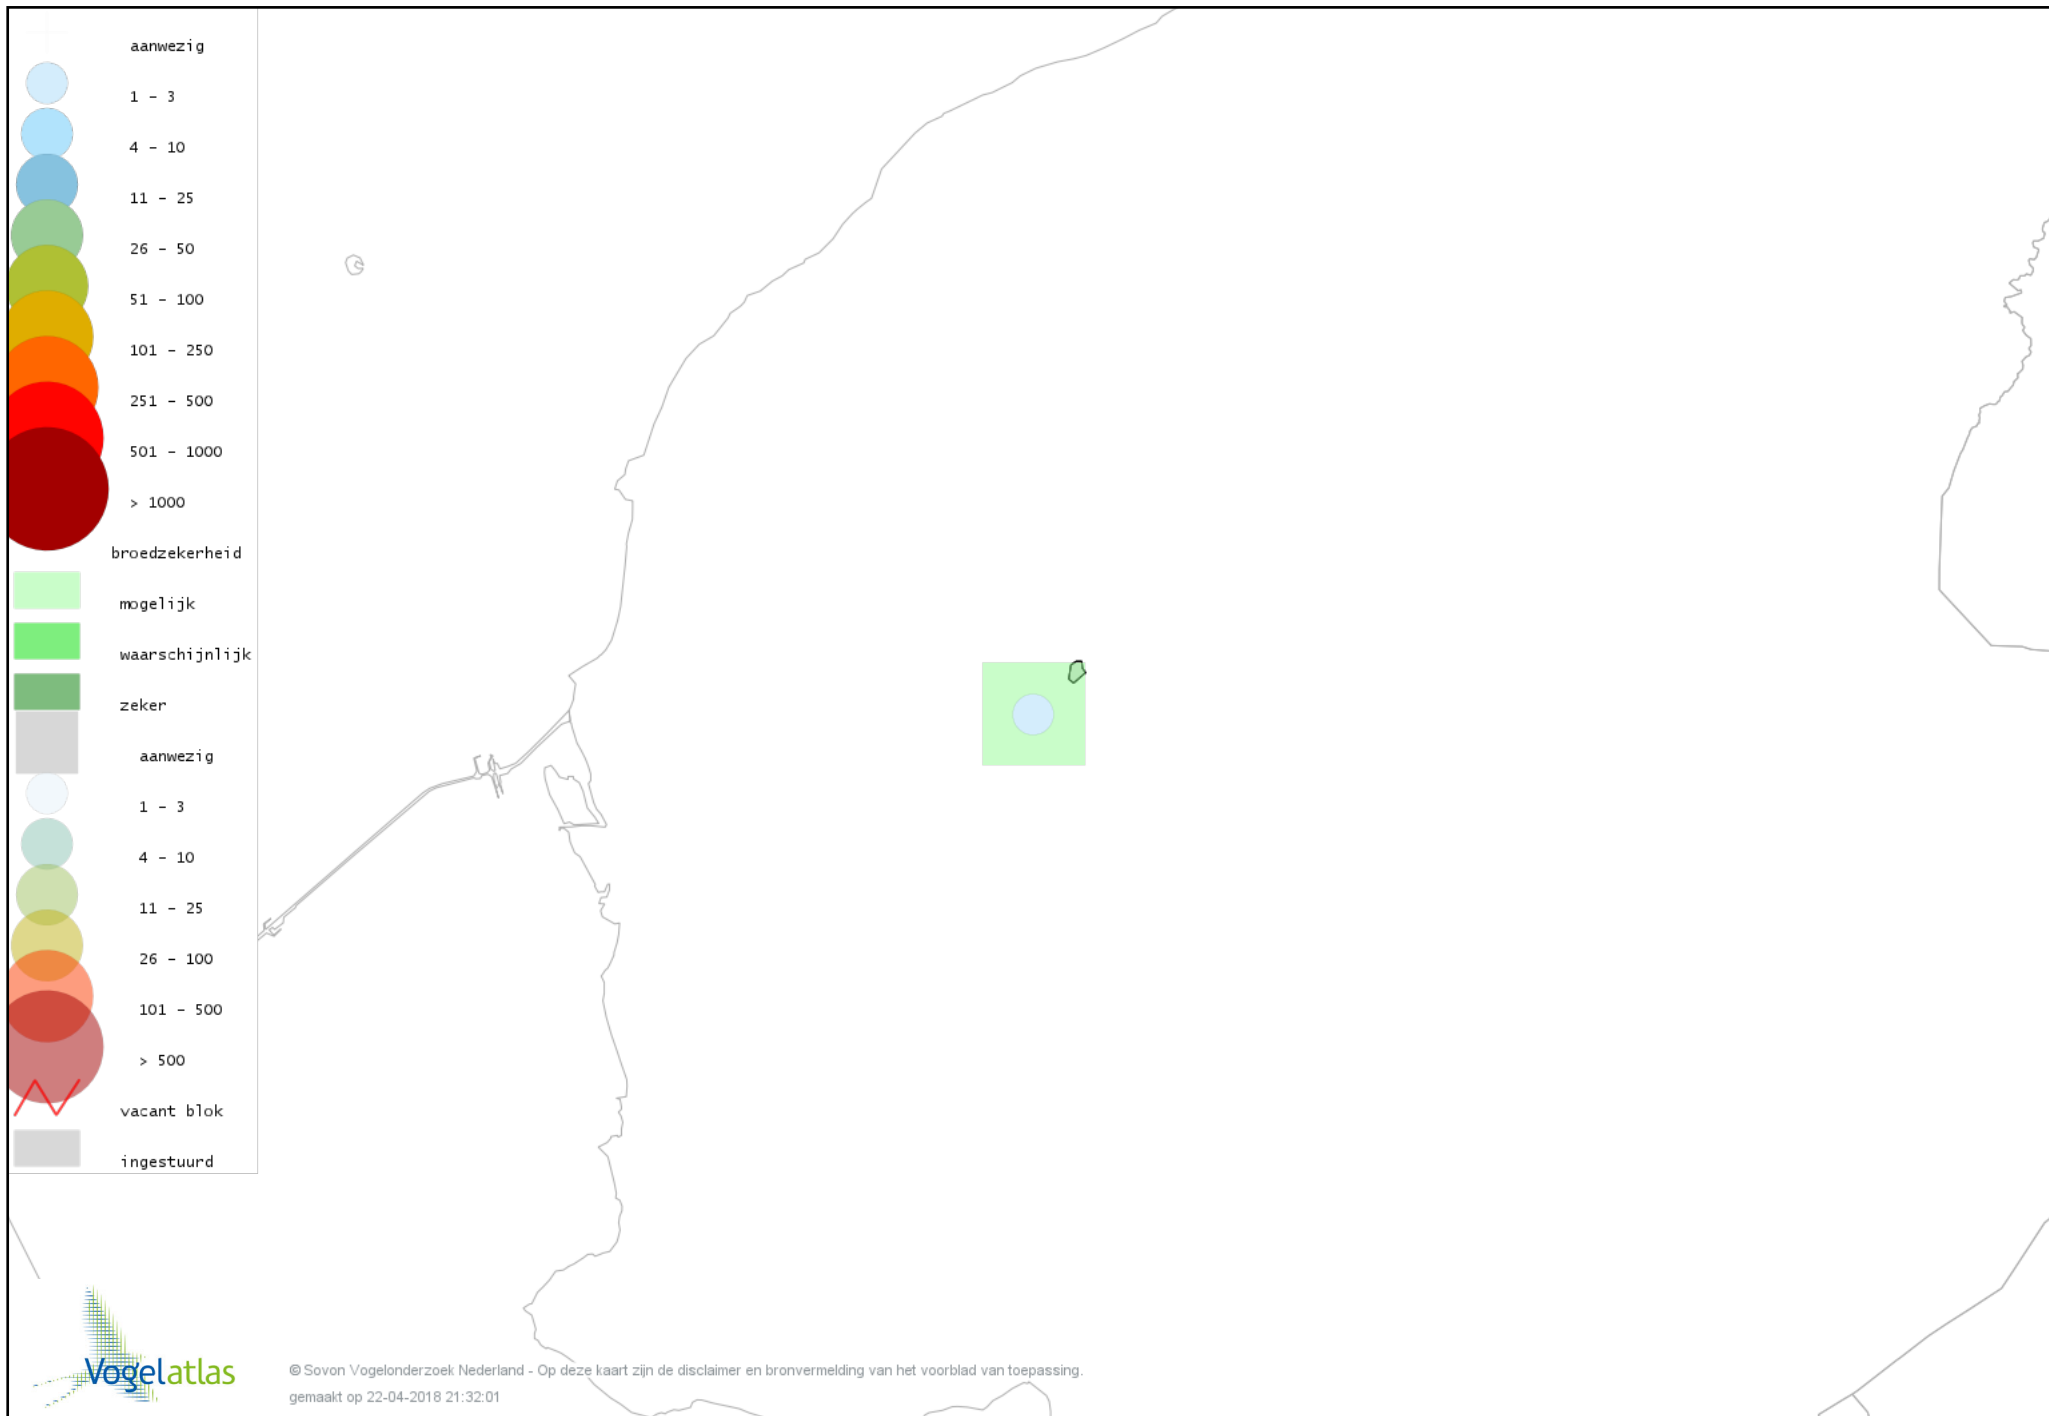 aanwezig
1 - 3
4 - 10
11 - 25
26 - 50
51 - 100
101 - 250
251 - 500
501 - 1000
> 1000
broedzekerheid
mogelijk
waarschijnlijk
zeker
aanwezig
1 - 3
4 - 10
11 - 25
26 - 100
101 - 500
> 500
vacant blok
ingestuurd
Vogelatlas
© Sovon Vogelonderzoek Nederland - Op deze kaart zijn de disclaimer en bronvermelding van het voorblad van toepassing.
gemaakt op 22-04-2018 21:32:01